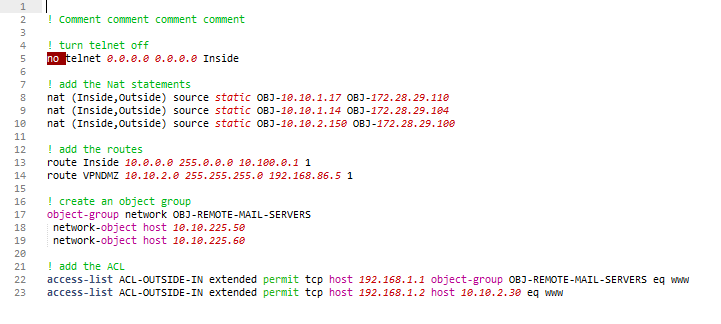 1
2 ! Comment comment comment comment
3
4 ! turn telnet off
5 no telnet 0.0.0.0 0.0.0.0 Inside
6
7 ! add the Nat statements
8 nat (Inside,Outside) source static OBJ-10.10.1.17 OBJ-172.28.29.110
9 nat (Inside,Outside) source static OBJ-10.10.1.14 OBJ-172.28.29.104
10 nat (Inside,Outside) source static OBJ-10.10.2.150 OBJ-172.28.29.100
11
12 ! add the routes
13 route Inside 10.0.0.0 255.0.0.0 10.100.0.1 1
14 route VPNDMZ 10.10.2.0 255.255.255.0 192.168.86.5 1
15
16 ! create an object group
17 object-group network OBJ-REMOTE-MAIL-SERVERS
18 network-object host 10.10.225.50
19 network-object host 10.10.225.60
20
21 ! add the ACL
22 access-list ACL-OUTSIDE-IN extended permit tcp host 192.168.1.1 object-group OBJ-REMOTE-MAIL-SERVERS eq www
23 access-list ACL-OUTSIDE-IN extended permit tcp host 192.168.1.2 host 10.10.2.30 eq www